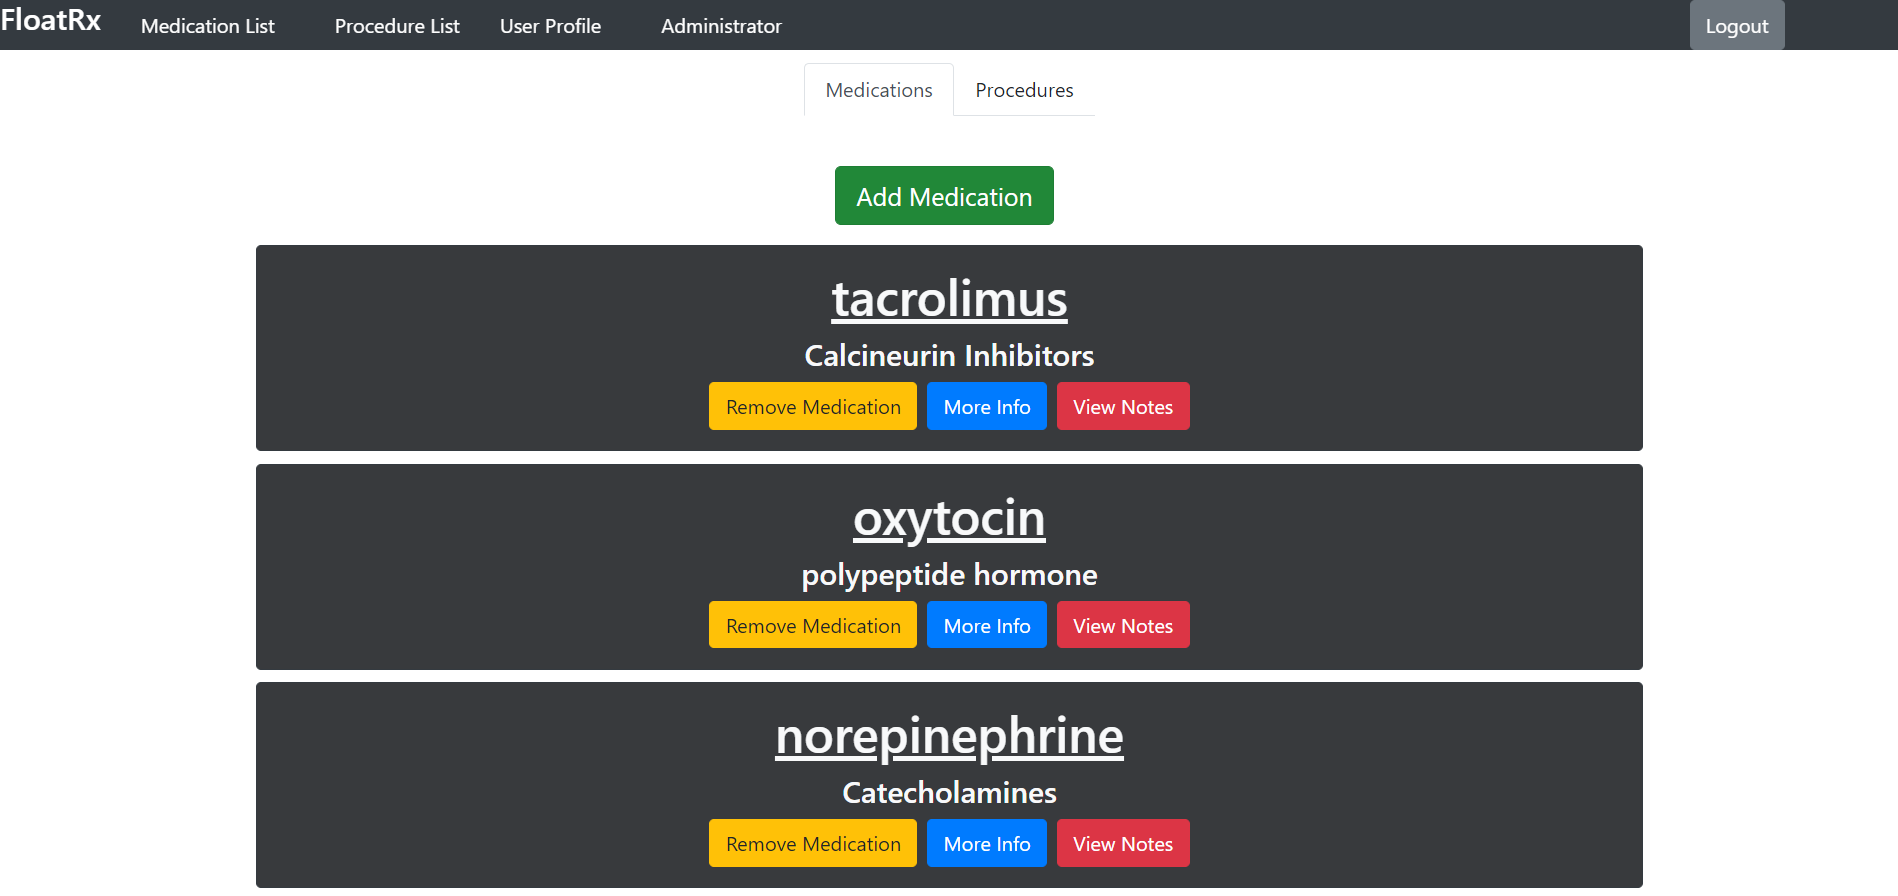 FloatRx Medication List Procedure List User Profile Administrator Logout
Medications Procedures
Add Medication
tacrolimus
Calcineurin Inhibitors
Remove Medication More Info View Notes
oxytocin
polypeptide hormone
Remove Medication More Info View Notes
norepinephrine
Catecholamines
Remove Medication More Info View Notes